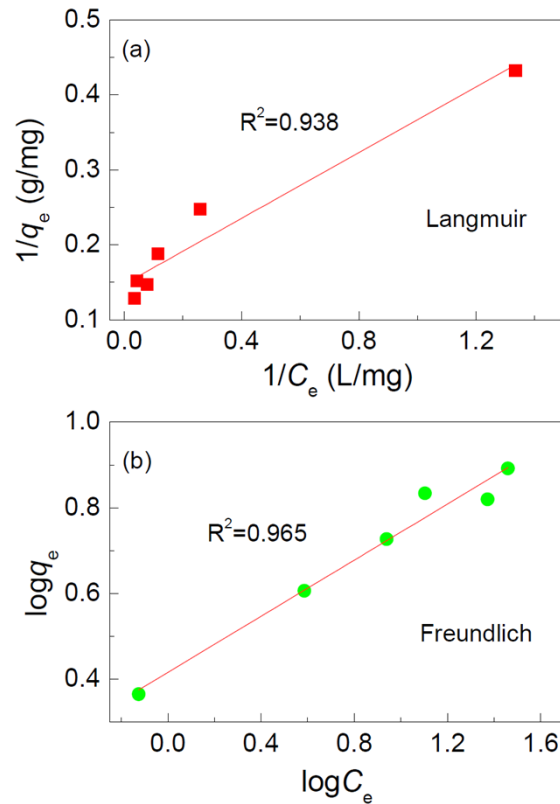 (a)
R²=0.938
Langmuir
1/qₑ (g/mg)
0.5
0.4
0.3
0.2
0.1
0.0 0.4 0.8 1.2
1/Cₑ (L/mg)
(b)
R²=0.965
Freundlich
logqₑ
1.0
0.8
0.6
0.4
0.0 0.4 0.8 1.2 1.6
logCₑ